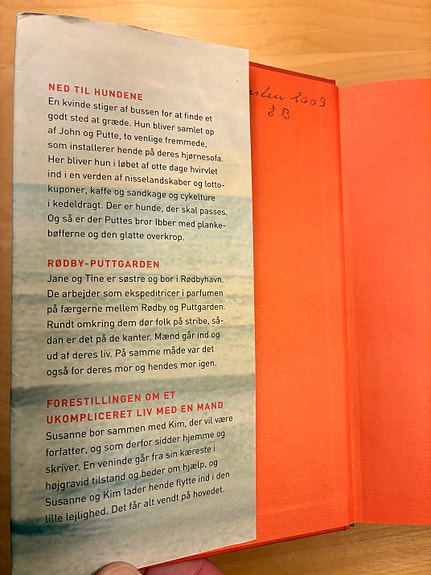 NED TIL HUNDENE
En kvinde stiger af bussen for at finde et
godt sted at græde. Hun bliver samlet op
af John og Putte, to venlige fremmede,
som installerer hende på deres hjørnesofa.
Her bliver hun i løbet af otte dage hvirvlet
ind i en verden af nisselandskaber og lotto-
kuponer, kaffe og sandkage og cykelture
i kedeldragt. Der er hunde, der skal passes.
Og så er der Puttes bror Ibber med planke-
bøfferne og den glatte overkrop.
RØDBY-PUTTGARDEN
Jane og Tine er søstre og bor i Rødbyhavn.
De arbejder som ekspeditricer i parfumen
på færgerne mellem Rødby og Puttgarden.
Rundt omkring dem dør folk på stribe, så-
dan er det på de kanter. Mænd går ind og
ud af deres liv. På samme måde var det
også for deres mor og hendes mor igen.
FORESTILLINGEN OM ET
UKOMPLICERET LIV MED EN MAND
Susanne bor sammen med Kim, der vil være
forfatter, og som derfor sidder hjemme og
skriver. En veninde går fra sin kæreste i
højgravid tilstand og beder om hjælp, og
Susanne og Kim lader hende flytte ind i den
lille lejlighed. Det får alt vendt på hovedet.
2009